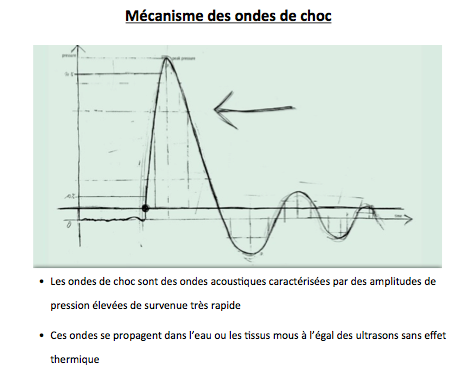 Mécanisme des ondes de choc
0
• Les ondes de choc sont des ondes acoustiques caractérisées par des amplitudes de
pression élevées de survenue très rapide
• Ces ondes se propagent dans l'eau ou les tissus mous à l'égal des ultrasons sans effet
thermique